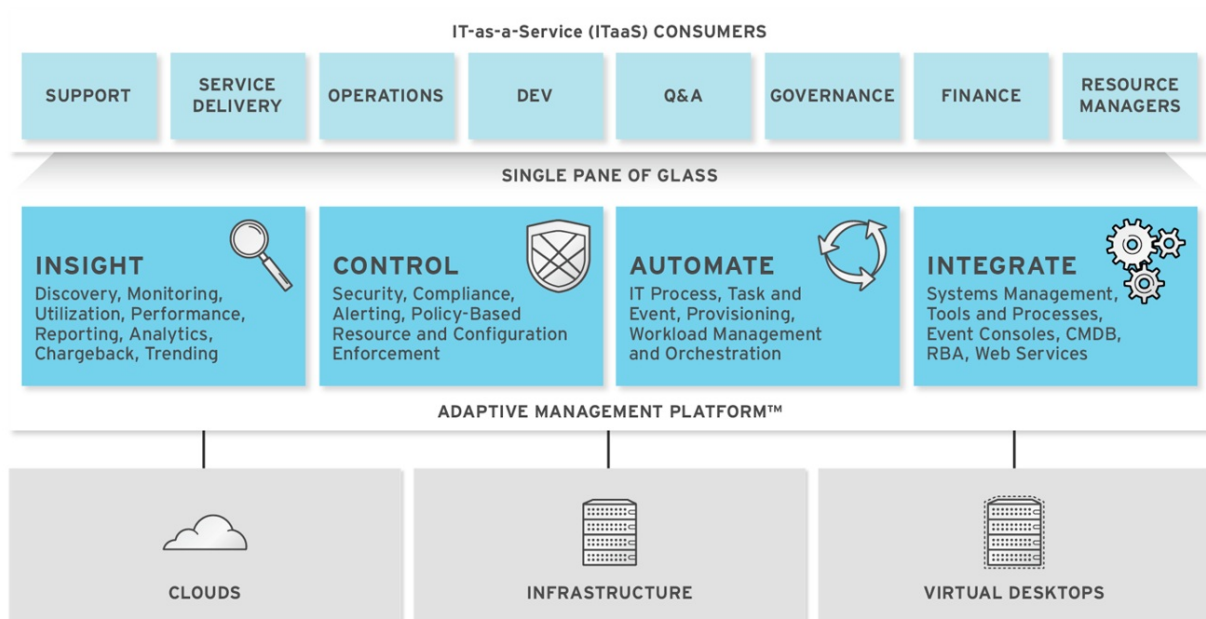 IT-as-a-Service (ITaaS) CONSUMERS
SUPPORT
SERVICE
DELIVERY
OPERATIONS
DEV
Q&A
GOVERNANCE
FINANCE
RESOURCE
MANAGERS
SINGLE PANE OF GLASS
INSIGHT
Discovery, Monitoring,
Utilization, Performance,
Reporting, Analytics,
Chargeback, Trending
CONTROL
Security, Compliance,
Alerting, Policy-Based
Resource and Configuration
Enforcement
AUTOMATE
IT Process, Task and
Event, Provisioning,
Workload Management
and Orchestration
INTEGRATE
Systems Management,
Tools and Processes,
Event Consoles, CMDB,
RBA, Web Services
ADAPTIVE MANAGEMENT PLATFORM™
CLOUDS
INFRASTRUCTURE
VIRTUAL DESKTOPS